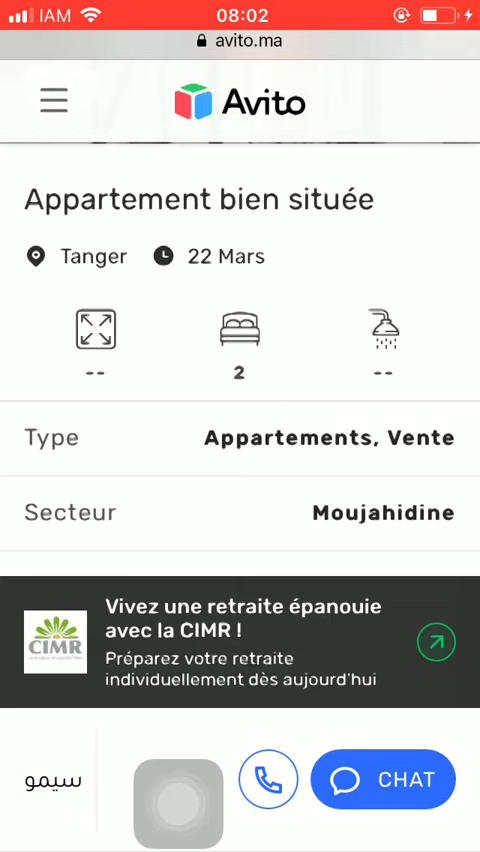 IAM 08:02
avito.ma
Avito
Appartement bien située
Tanger 22 Mars
-- 2 --
Type Appartements, Vente
Secteur Moujahidine
Vivez une retraite épanouie
avec la CIMR !
Préparez votre retraite
individuellement dès aujourd'hui
CIMR
سيمو
CHAT